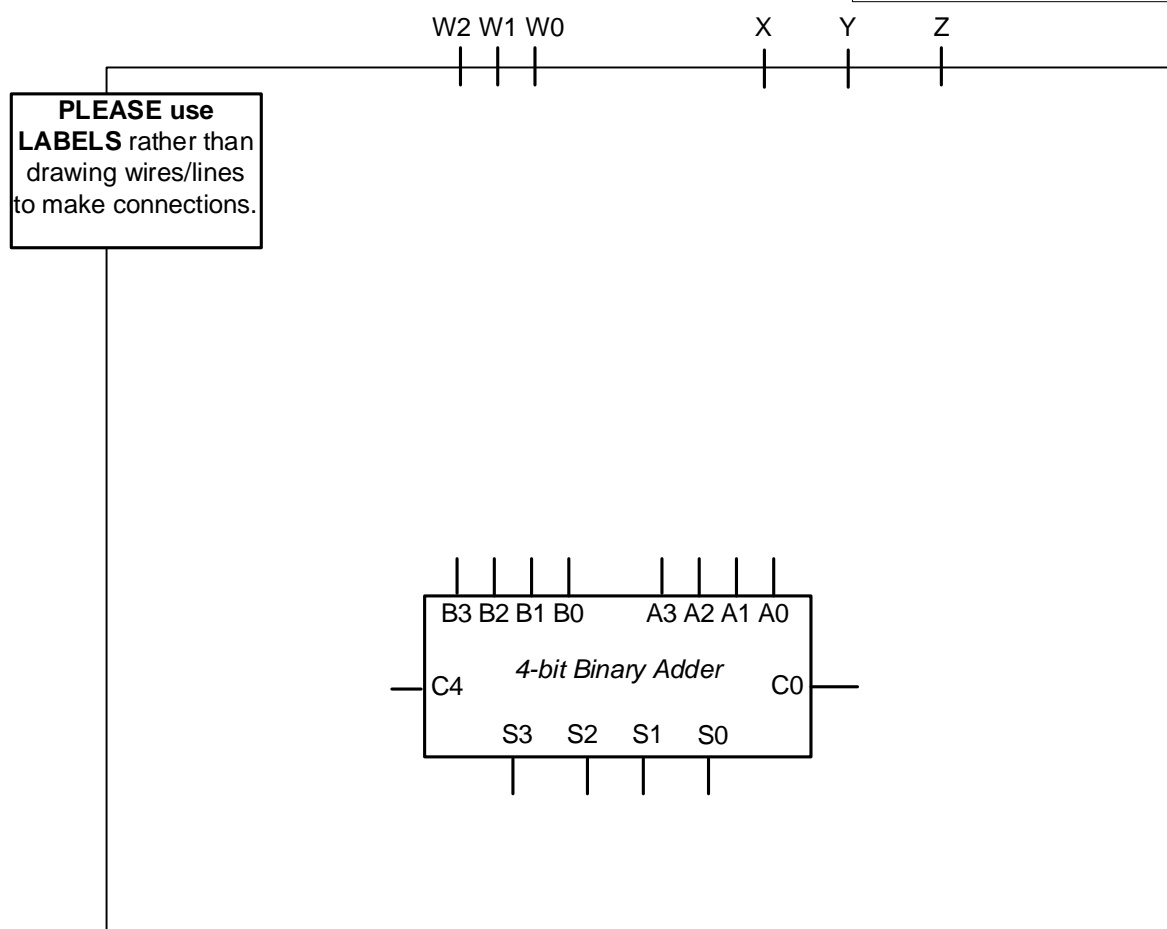 W2 W1 W0 X Y Z
PLEASE use
LABELS rather than
drawing wires/lines
to make connections.
B3 B2 B1 B0 A3 A2 A1 A0
4-bit Binary Adder
C4 C0
S3 S2 S1 S0